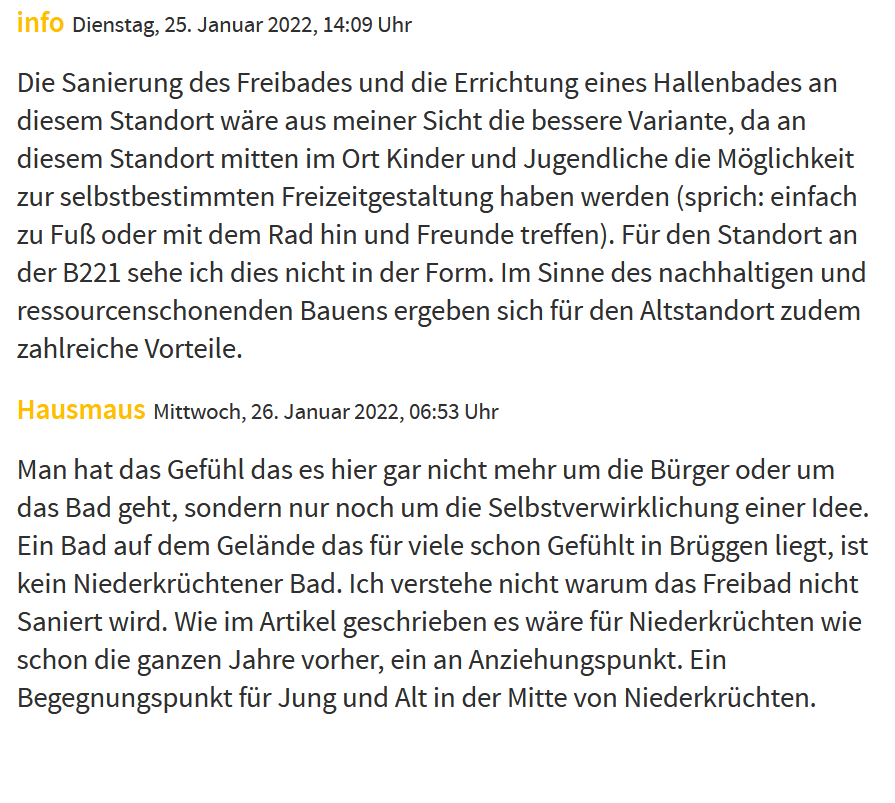 info Dienstag, 25. Januar 2022, 14:09 Uhr
Die Sanierung des Freibades und die Errichtung eines Hallenbades an
diesem Standort wäre aus meiner Sicht die bessere Variante, da an
diesem Standort mitten im Ort Kinder und Jugendliche die Möglichkeit
zur selbstbestimmten Freizeitgestaltung haben werden (sprich: einfach
zu Fuß oder mit dem Rad hin und Freunde treffen). Für den Standort an
der B221 sehe ich dies nicht in der Form. Im Sinne des nachhaltigen und
ressourcenschonenden Bauens ergeben sich für den Altstandort zudem
zahlreiche Vorteile.
Hausmaus Mittwoch, 26. Januar 2022, 06:53 Uhr
Man hat das Gefühl das es hier gar nicht mehr um die Bürger oder um
das Bad geht, sondern nur noch um die Selbstverwirklichung einer Idee.
Ein Bad auf dem Gelände das für viele schon Gefühlt in Brüggen liegt, ist
kein Niederkrüchtener Bad. Ich verstehe nicht warum das Freibad nicht
Saniert wird. Wie im Artikel geschrieben es wäre für Niederkrüchten wie
schon die ganzen Jahre vorher, ein an Anziehungspunkt. Ein
Begegnungspunkt für Jung und Alt in der Mitte von Niederkrüchten.